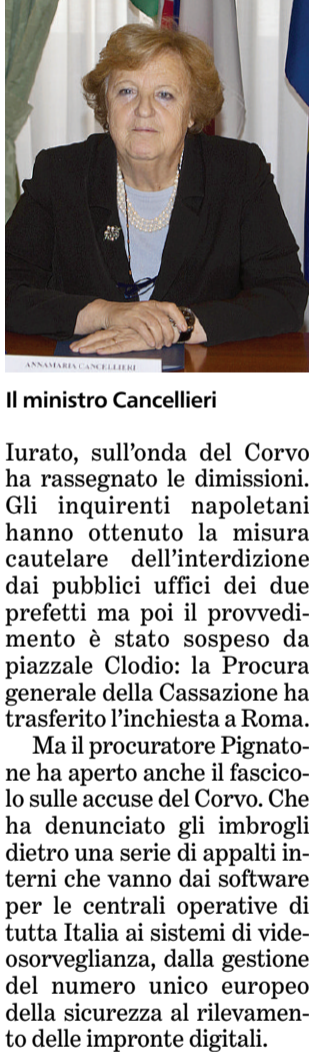 ANNAMARIA CANCELLIERI
Il ministro Cancellieri
Iurato, sull'onda del Corvo
ha rassegnato le dimissioni.
Gli inquirenti napoletani
hanno ottenuto la misura
cautelare dell'interdizione
dai pubblici uffici dei due
prefetti ma poi il provvedi-
mento è stato sospeso da
piazzale Clodio: la Procura
generale della Cassazione ha
trasferito l'inchiesta a Roma.
Ma il procuratore Pignato-
ne ha aperto anche il fascico-
lo sulle accuse del Corvo. Che
ha denunciato gli imbrogli
dietro una serie di appalti in-
terni che vanno dai software
per le centrali operative di
tutta Italia ai sistemi di vide-
osorveglianza, dalla gestione
del numero unico europeo
della sicurezza al rilevamen-
to delle impronte digitali.